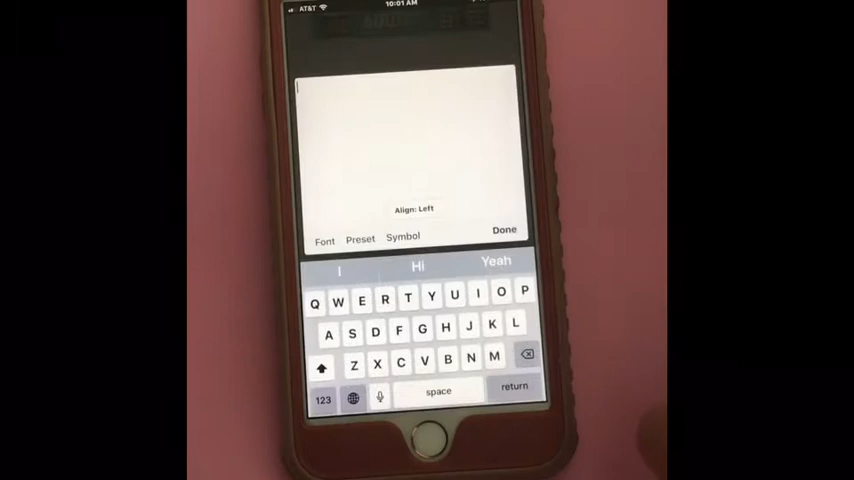 AT&T 10:01 AM
Align: Left
Font Preset Symbol Done
I Hi Yeah
Q W E R T Y U I O P
A S D F G H J K L
Z X C V B N M
123 space return